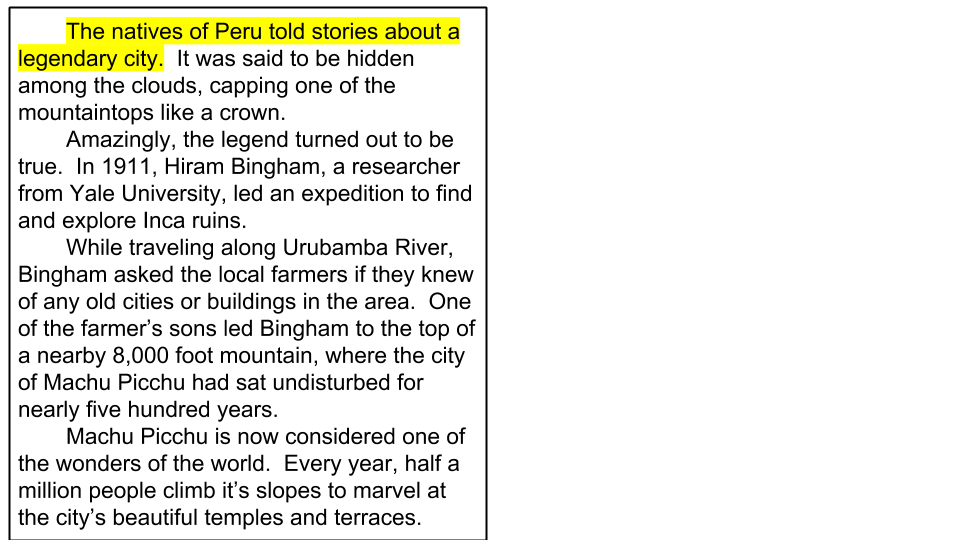 The natives of Peru told stories about a
legendary city.  It was said to be hidden
among the clouds, capping one of the
mountaintops like a crown.
Amazingly, the legend turned out to be
true.  In 1911, Hiram Bingham, a researcher
from Yale University, led an expedition to find
and explore Inca ruins.
While traveling along Urubamba River,
Bingham asked the local farmers if they knew
of any old cities or buildings in the area.  One
of the farmer’s sons led Bingham to the top of
a nearby 8,000 foot mountain, where the city
of Machu Picchu had sat undisturbed for
nearly five hundred years.
Machu Picchu is now considered one of
the wonders of the world.  Every year, half a
million people climb it’s slopes to marvel at
the city’s beautiful temples and terraces.